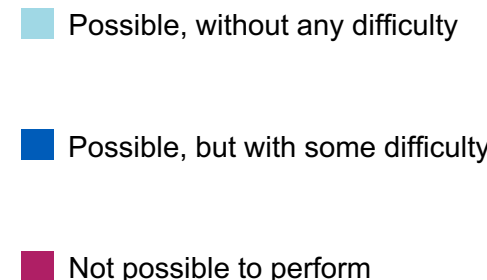 Possible, without any difficulty
Possible, but with some difficulty
Not possible to perform